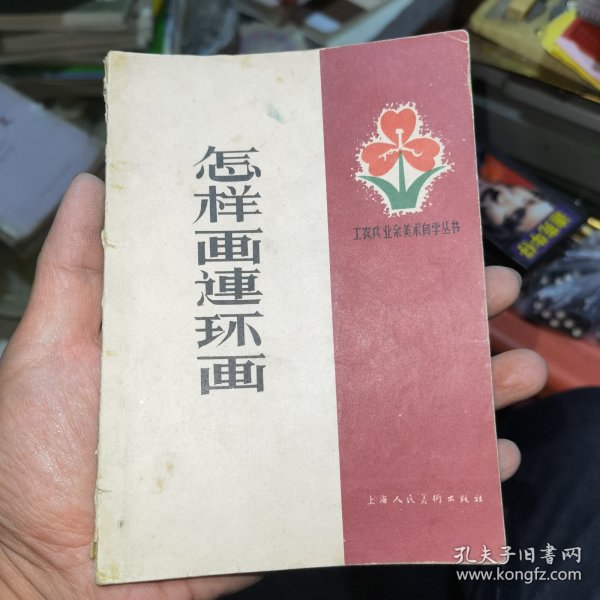 怎样画連环画
工农兵业余美术自学丛书
上海人民美術出版社
孔夫子旧书网
www.kongfz.com